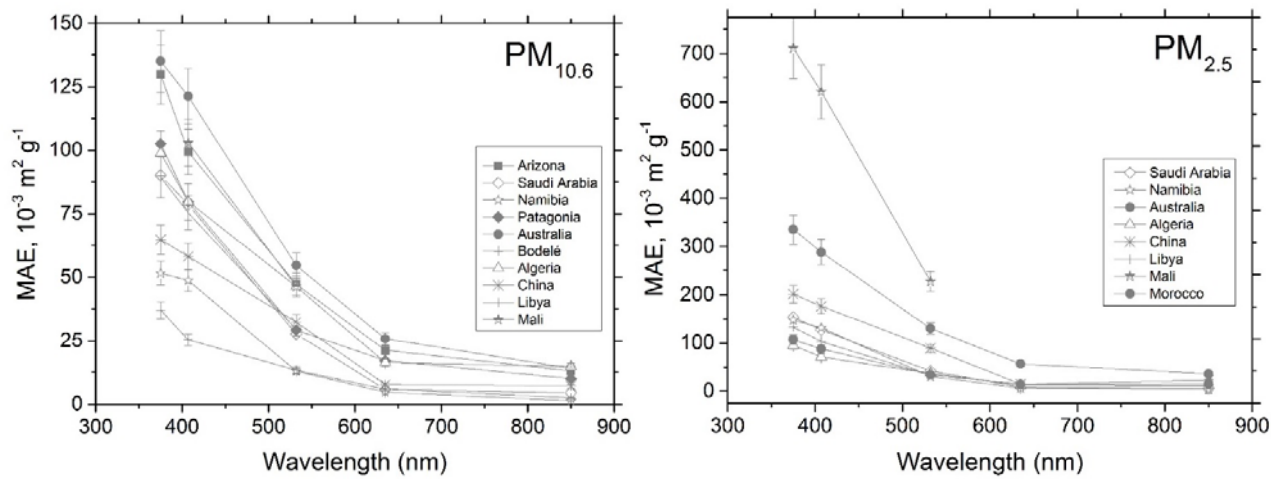 150
125
100
75
50
25
0
MAE, 10⁻³ m² g⁻¹
PM₁₀.₆
Arizona
Saudi Arabia
Namibia
Patagonia
Australia
Bodelé
Algeria
China
Libya
Mali
300 400 500 600 700 800 900
Wavelength (nm)
700
600
500
400
300
200
100
0
MAE, 10⁻³ m² g⁻¹
PM₂.₅
Saudi Arabia
Namibia
Australia
Algeria
China
Libya
Mali
Morocco
300 400 500 600 700 800 900
Wavelength (nm)